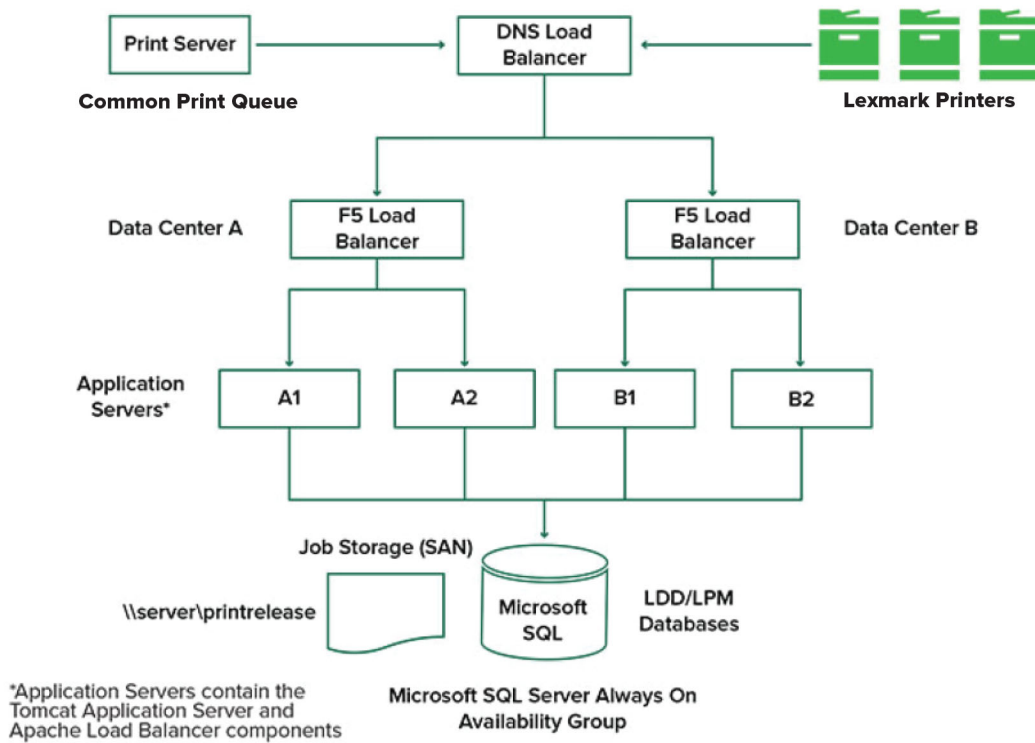 Print Server
DNS Load
Balancer
Common Print Queue
Lexmark Printers
Data Center A
F5 Load
Balancer
F5 Load
Balancer
Data Center B
Application
Servers*
A1
A2
B1
B2
Job Storage (SAN)
\\server\printrelease
Microsoft
SQL
LDD/LPM
Databases
*Application Servers contain the
Tomcat Application Server and
Apache Load Balancer components
Microsoft SQL Server Always On
Availability Group